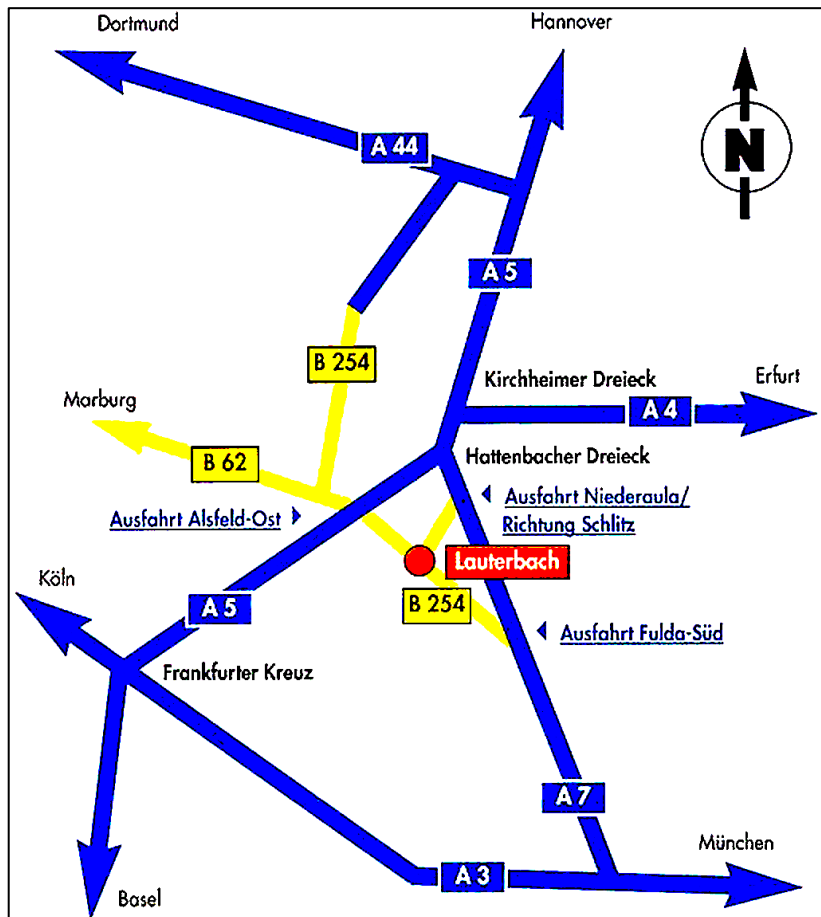 Dortmund
Hannover
A 44
N
A 5
B 254
Kirchheimer Dreieck
Erfurt
A 4
Marburg
B 62
Hattenbacher Dreieck
Ausfahrt Niederaula/
Richtung Schlitz
Ausfahrt Alsfeld-Ost
Lauterbach
Köln
A 5
B 254
Ausfahrt Fulda-Süd
Frankfurter Kreuz
A 7
München
A 3
Basel